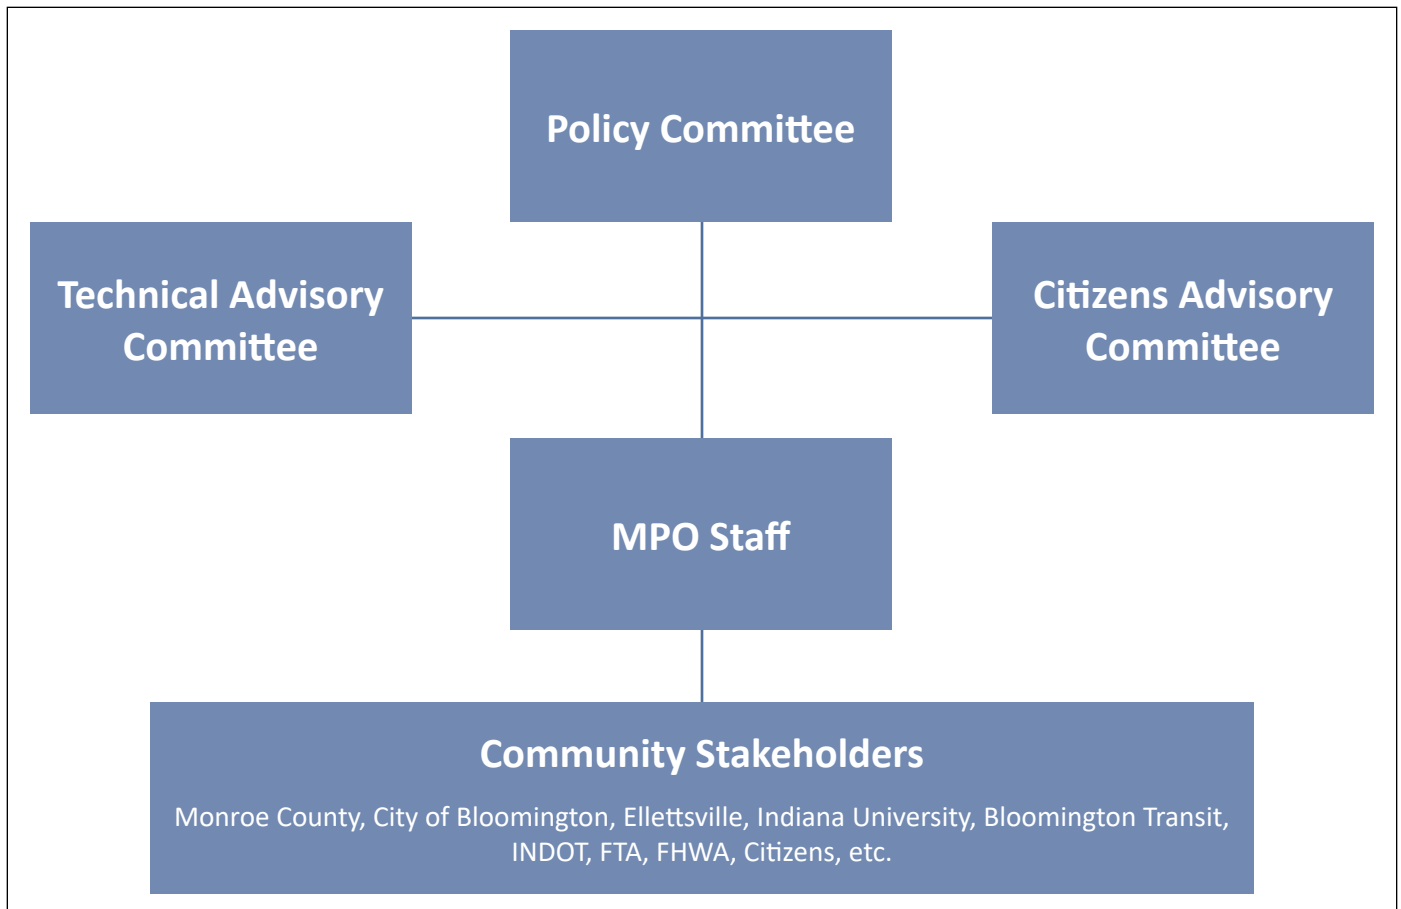 Policy Committee
Technical Advisory
Committee
Citizens Advisory
Committee
MPO Staff
Community Stakeholders
Monroe County, City of Bloomington, Ellettsville, Indiana University, Bloomington Transit,
INDOT, FTA, FHWA, Citizens, etc.